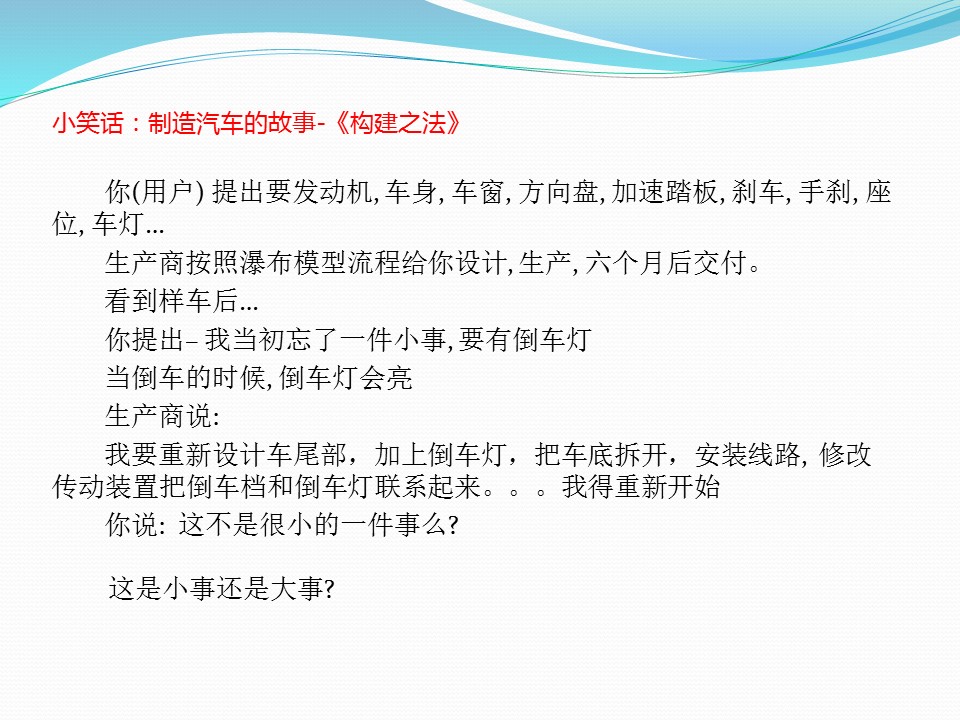 小笑话：制造汽车的故事-《构建之法》
你(用户) 提出要发动机, 车身, 车窗, 方向盘, 加速踏板, 刹车, 手刹, 座
位, 车灯...
生产商按照瀑布模型流程给你设计, 生产, 六个月后交付。
看到样车后...
你提出– 我当初忘了一件小事, 要有倒车灯
当倒车的时候, 倒车灯会亮
生产商说:
我要重新设计车尾部，加上倒车灯，把车底拆开，安装线路, 修改
传动装置把倒车档和倒车灯联系起来。。。我得重新开始
你说: 这不是很小的一件事么?
这是小事还是大事?